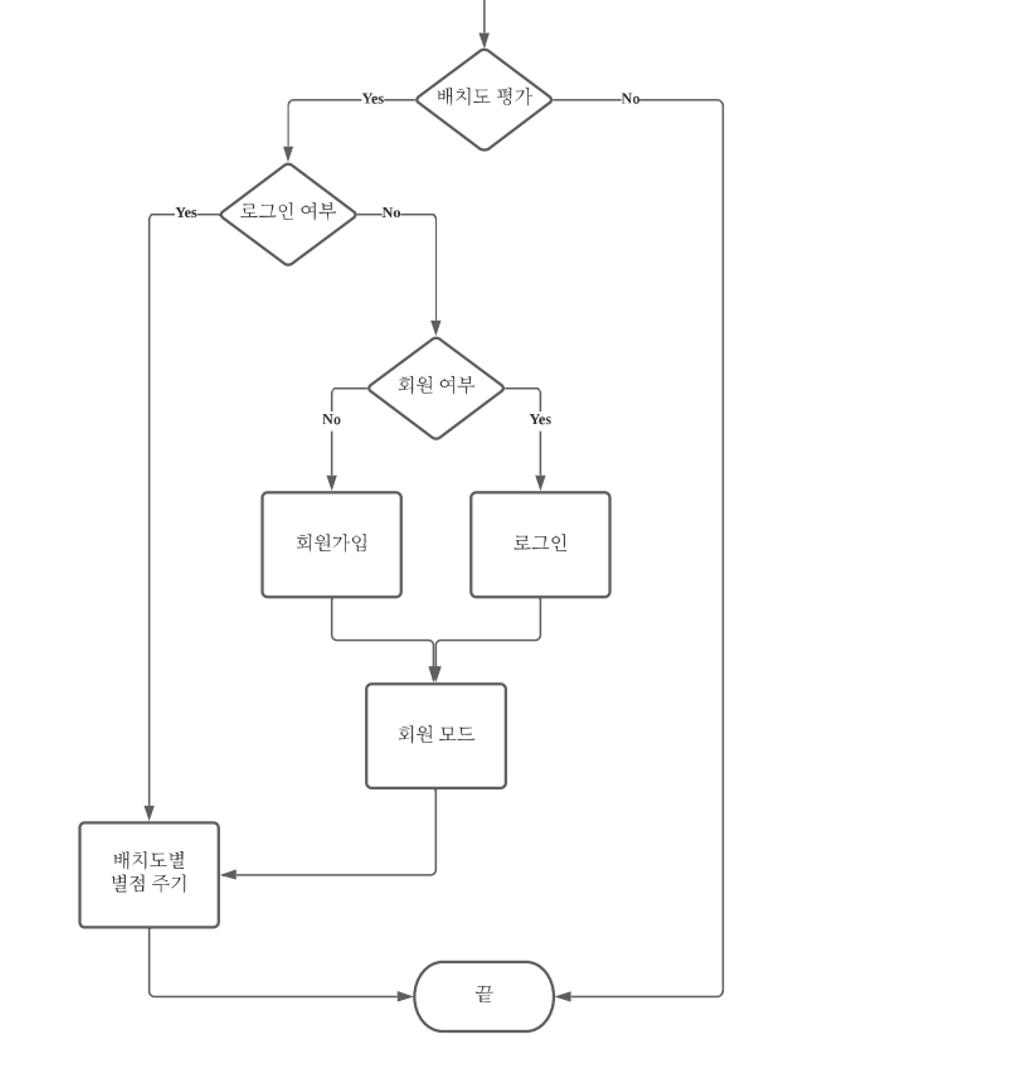 배치도 평가
Yes
No
로그인 여부
Yes
No
회원 여부
No
Yes
회원가입
로그인
회원 모드
배치도별
별점 주기
끝